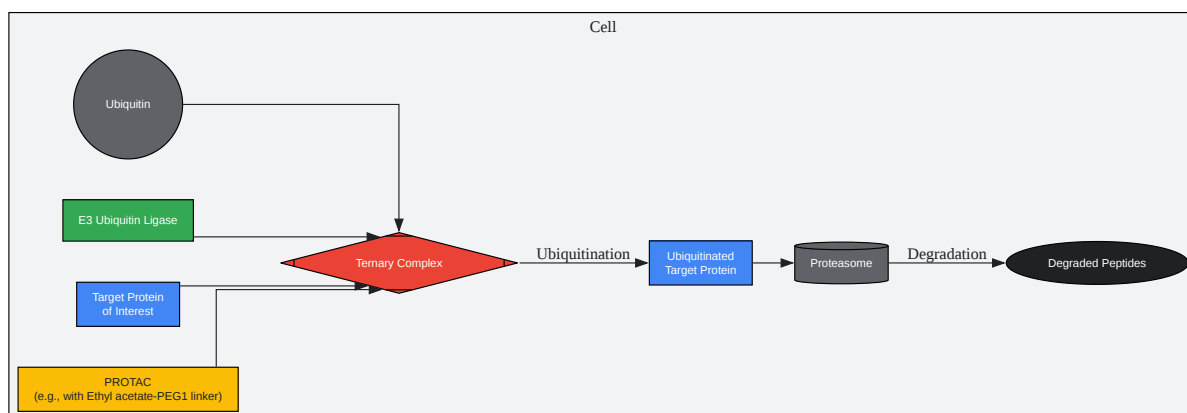 Cell
Ubiquitin
E3 Ubiquitin Ligase
Ternary Complex
Ubiquitination
Ubiquitinated
Target Protein
Proteasome
Degradation
Degraded Peptides
Target Protein
of Interest
PROTAC
(e.g., with Ethyl acetate-PEG1 linker)